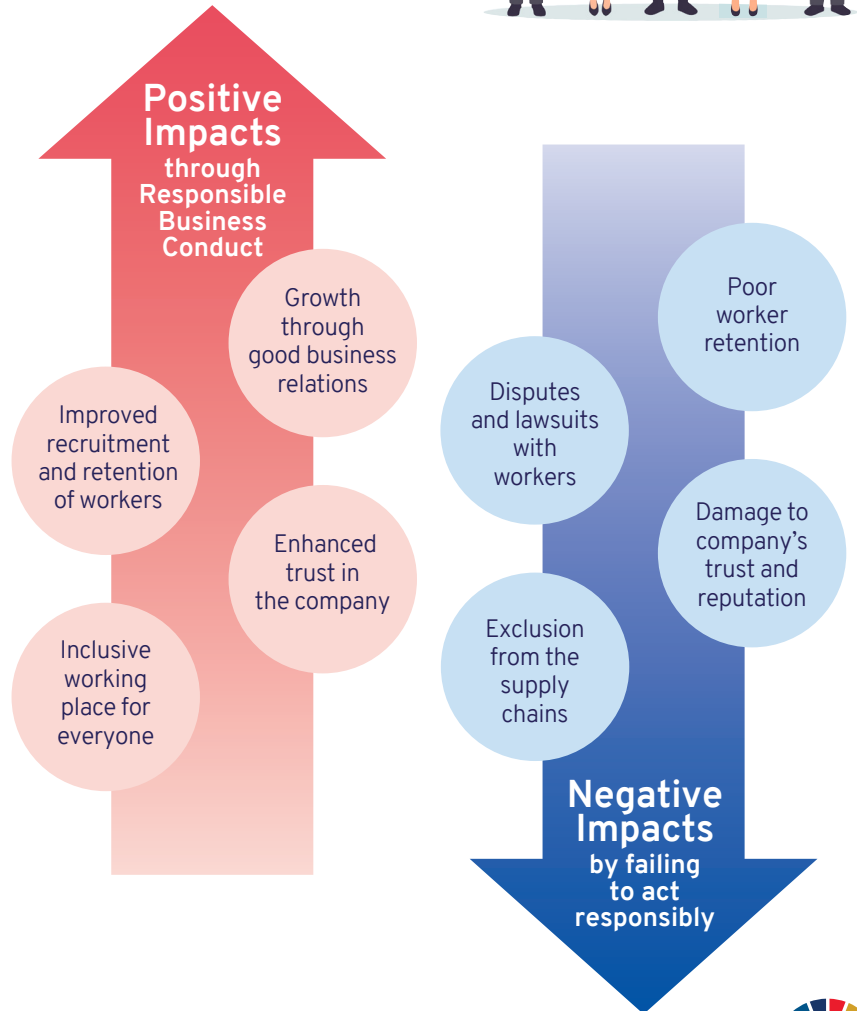 Positive
Impacts
through
Responsible
Business
Conduct
Growth
through
good business
relations
Improved
recruitment
and retention
of workers
Enhanced
trust in
the company
Inclusive
working
place for
everyone
Poor
worker
retention
Disputes
and lawsuits
with
workers
Damage to
company’s
trust and
reputation
Exclusion
from the
supply
chains
Negative
Impacts
by failing
to act
responsibly